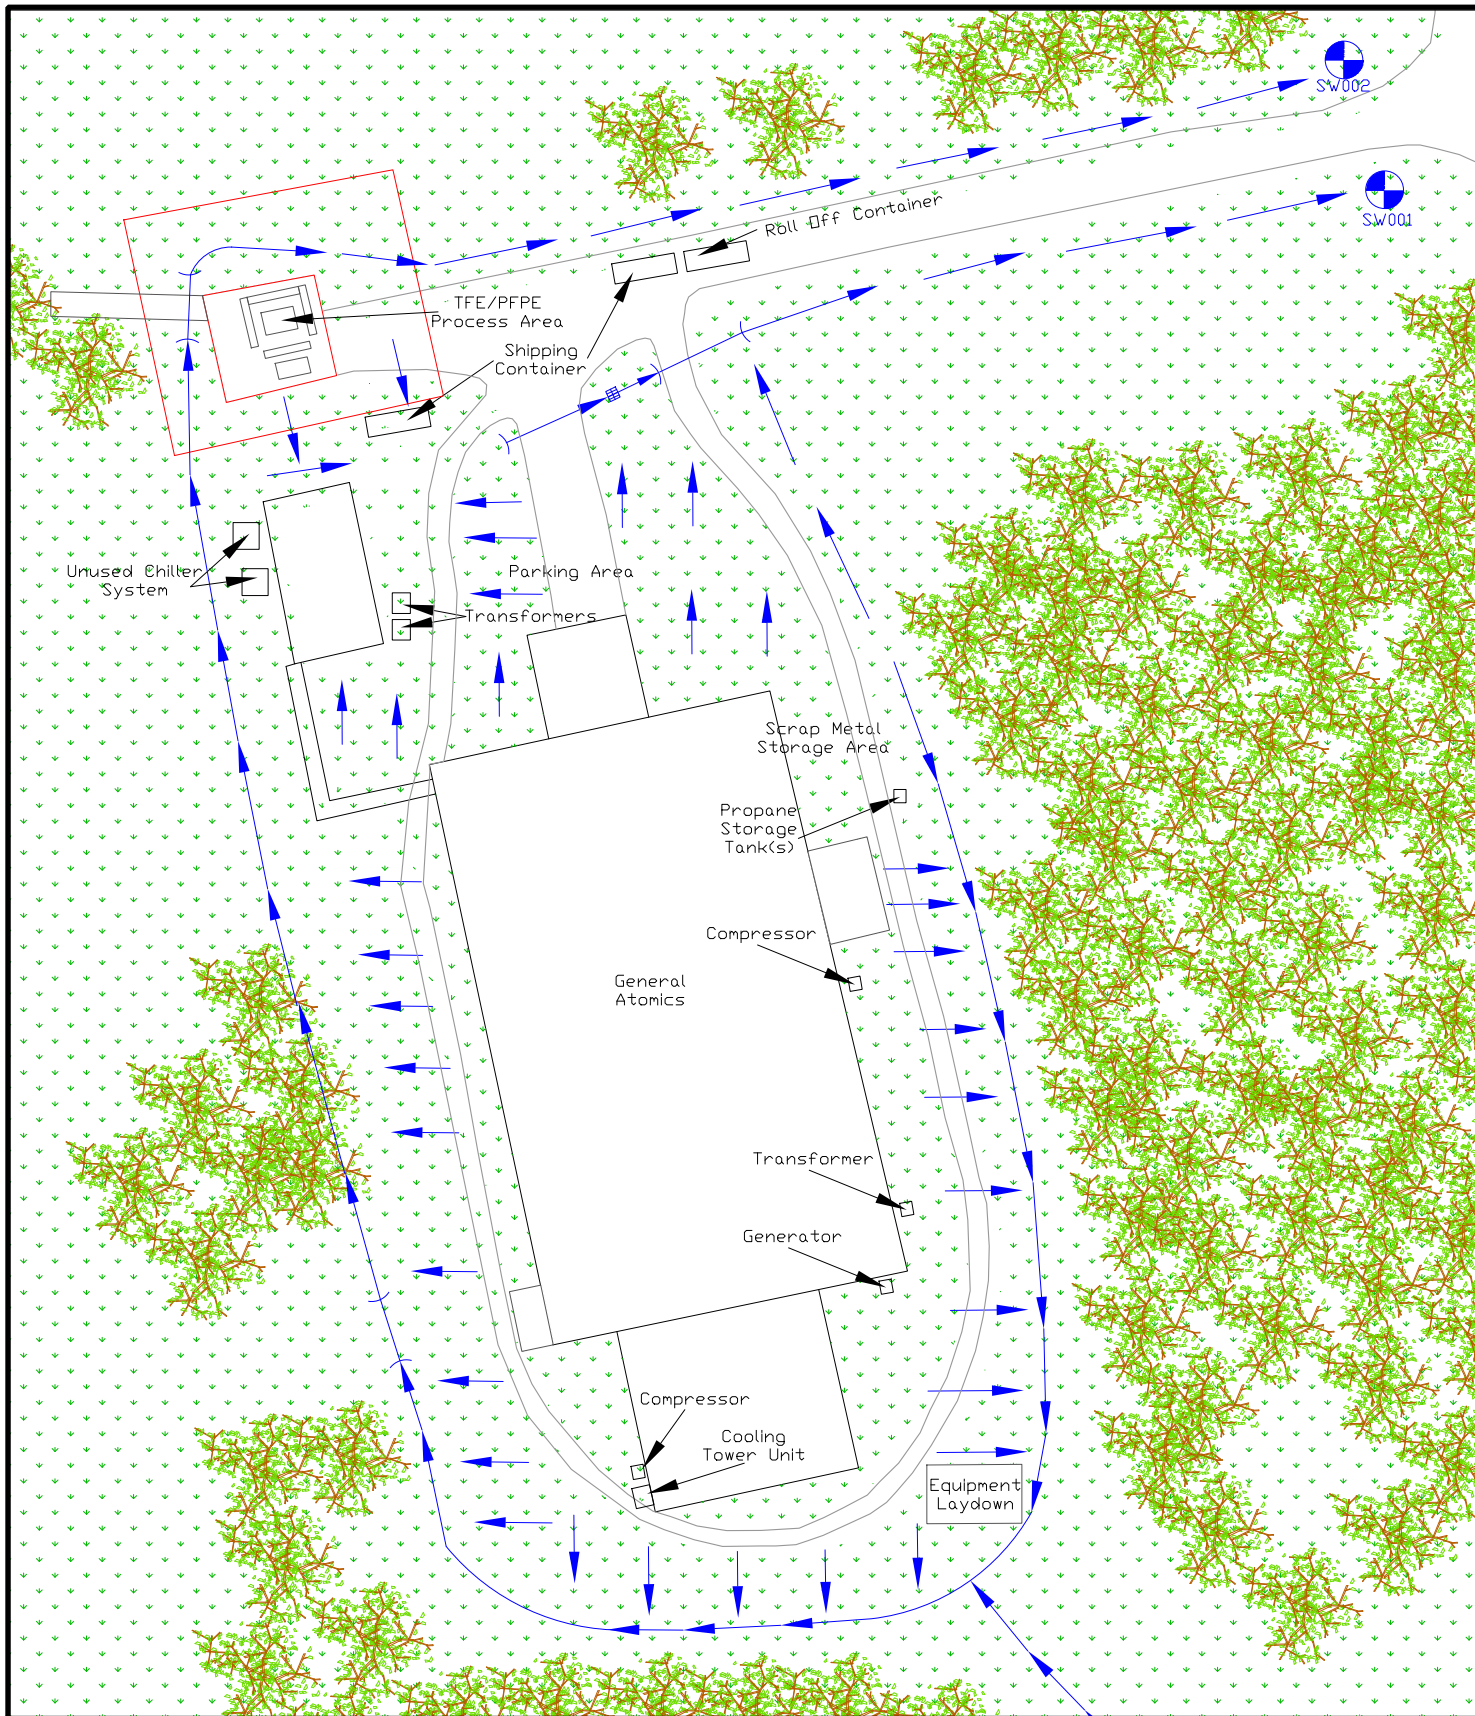 SW002
SW001
Roll Off Container
TFE/PFPE
Process Area
Shipping
Container
Unused Chiller
System
Parking Area
Transformers
Scrap Metal
Storage Area
Propane
Storage
Tank(s)
Compressor
General
Atomics
Transformer
Generator
Compressor
Cooling
Tower Unit
Equipment
Laydown